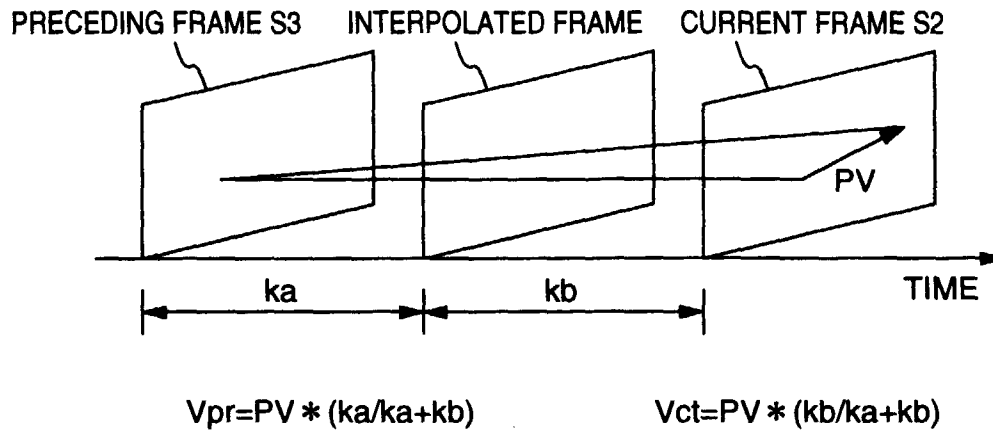 PRECEDING FRAME S3 INTERPOLATED FRAME CURRENT FRAME S2
PV
TIME
ka kb
Vpr=PV * (ka/ka+kb) Vct=PV * (kb/ka+kb)